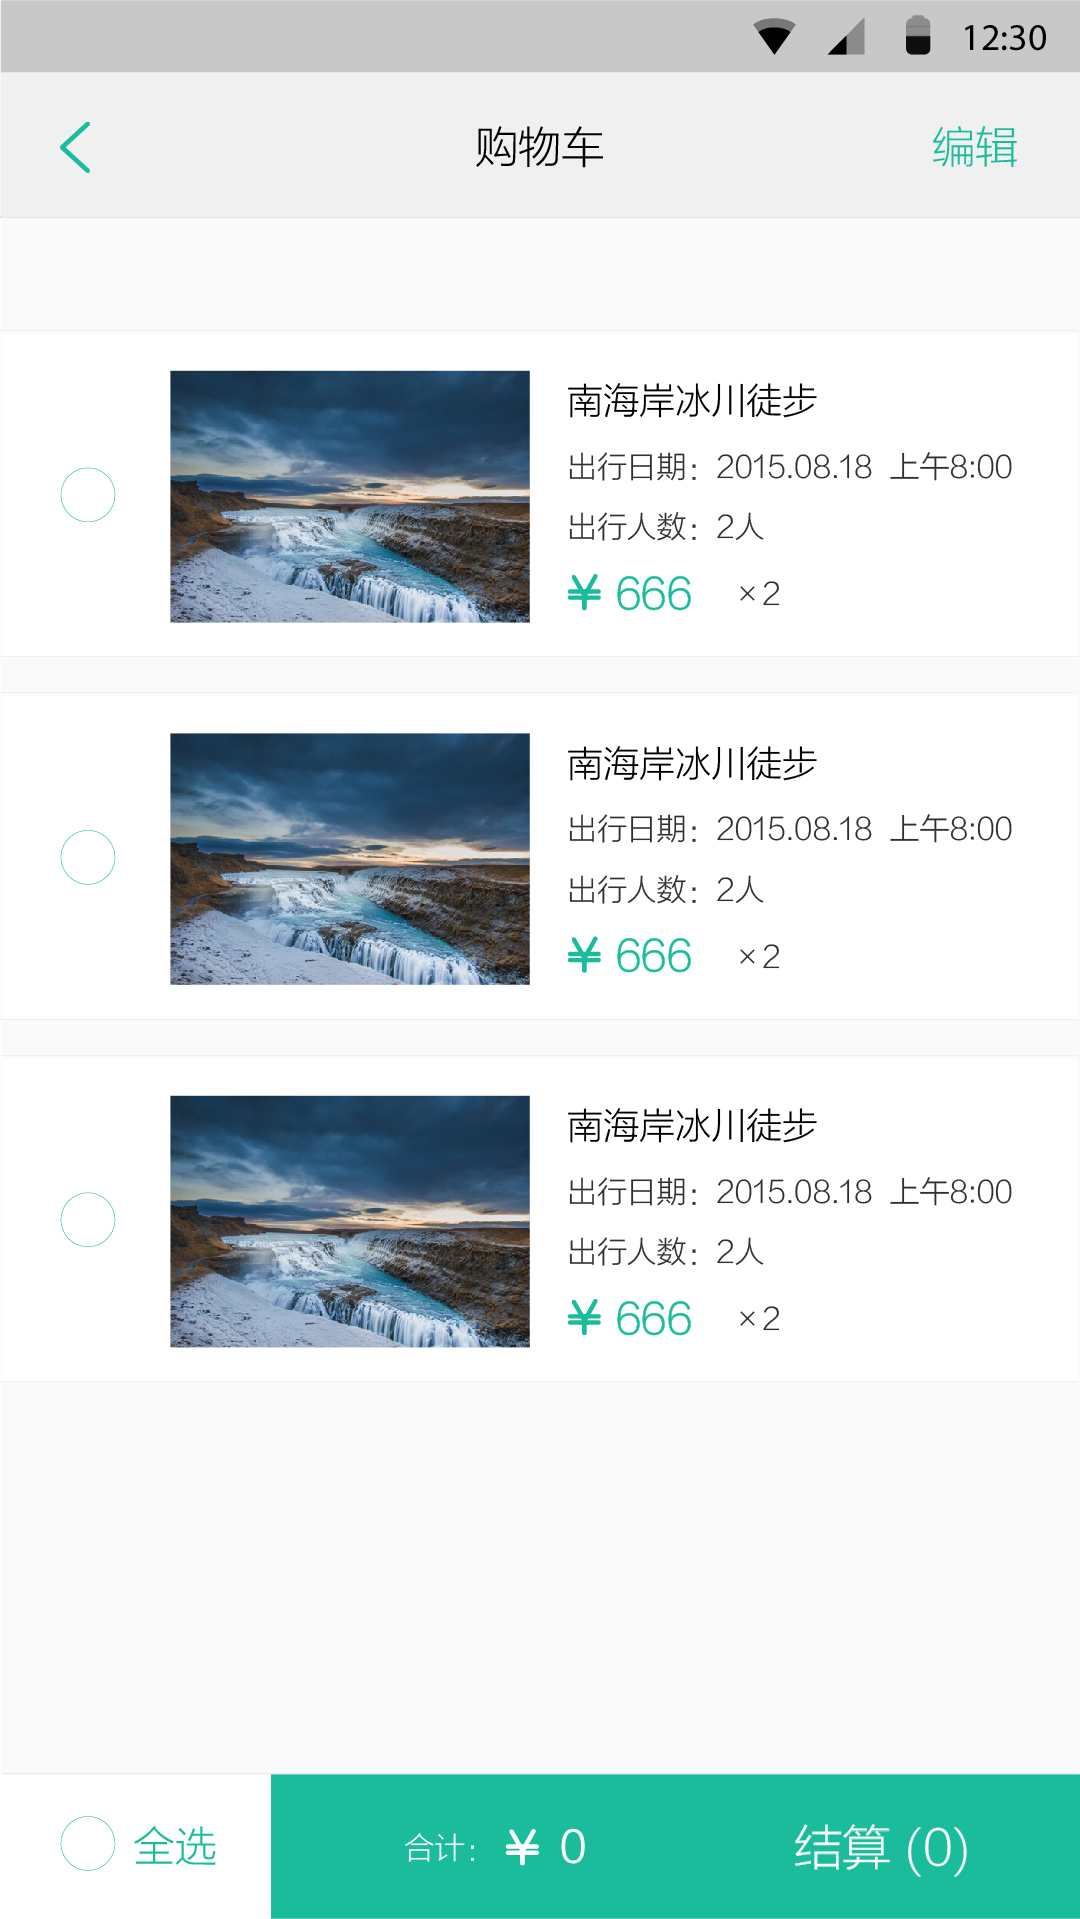 12:30
购物车 编辑
南海岸冰川徒步
出行日期：2015.08.18 上午8:00
出行人数：2人
¥ 666 ×2
南海岸冰川徒步
出行日期：2015.08.18 上午8:00
出行人数：2人
¥ 666 ×2
南海岸冰川徒步
出行日期：2015.08.18 上午8:00
出行人数：2人
¥ 666 ×2
全选 合计：¥ 0 结算 (0)